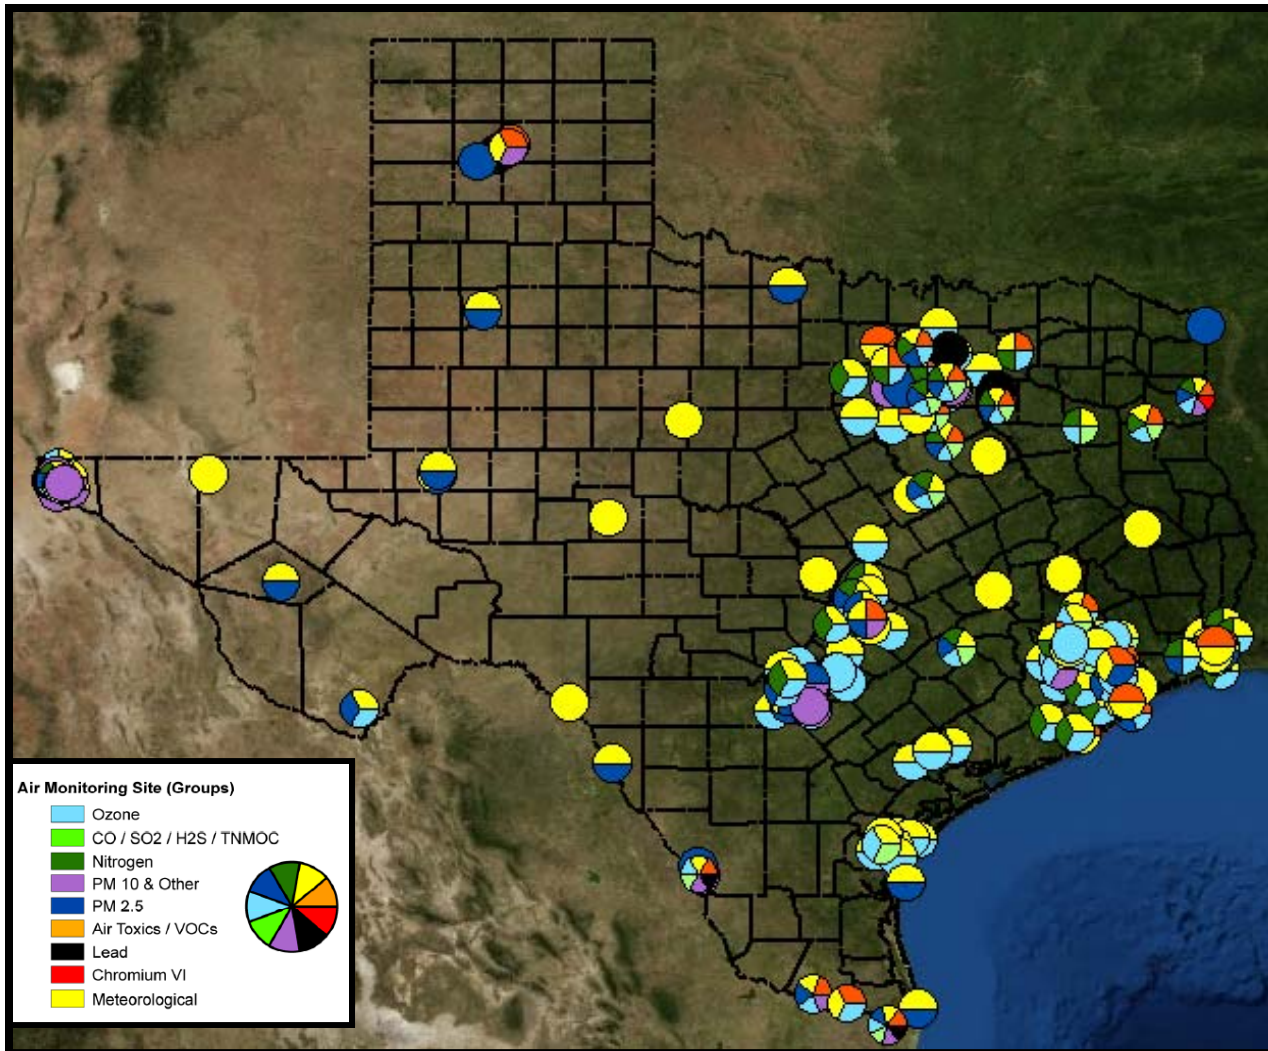 Air Monitoring Site (Groups)
Ozone
CO / SO2 / H2S / TNMOC
Nitrogen
PM 10 & Other
PM 2.5
Air Toxics / VOCs
Lead
Chromium VI
Meteorological